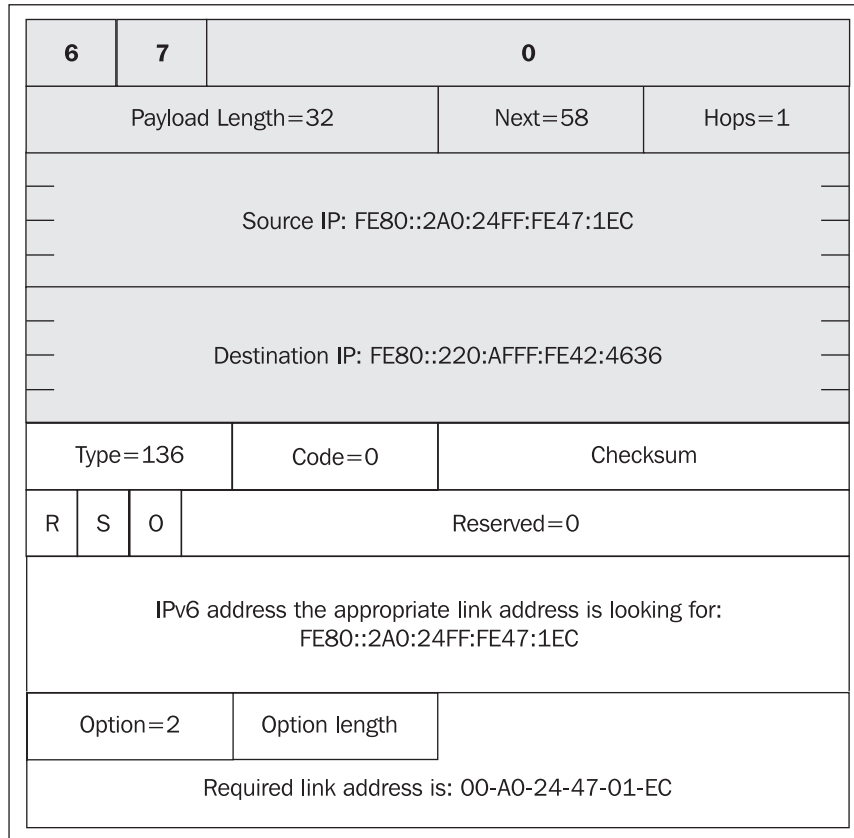 6 7 0
Payload Length=32 Next=58 Hops=1
Source IP: FE80::2A0:24FF:FE47:1EC
Destination IP: FE80::220:AFFF:FE42:4636
Type=136 Code=0 Checksum
R S O Reserved=0
IPv6 address the appropriate link address is looking for:
FE80::2A0:24FF:FE47:1EC
Option=2 Option length
Required link address is: 00-A0-24-47-01-EC